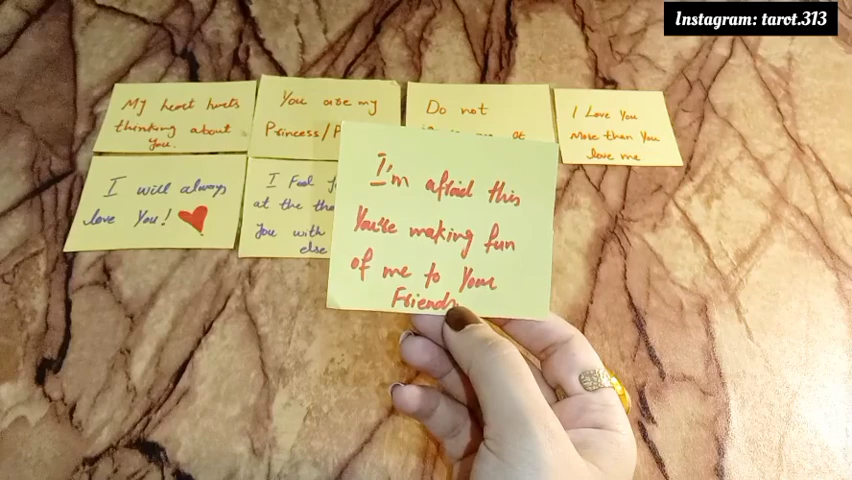 Instagram: tarot.313
My heart hurts
thinking about
you.
You are my
Princess/P
Do not
at
I Love You
More than You
love me
I will always
love You!
I Feel
at the tho
You with
else
I'm afraid this
You're making fun
of me to Your
Friends